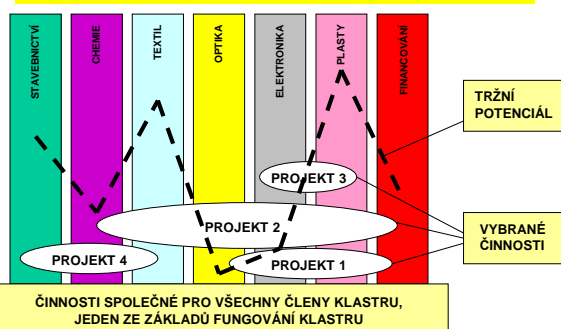 STAVEBNICTVÍ
CHEMIE
TEXTIL
OPTIKA
ELEKTRONIKA
PLASTY
FINANCOVÁNÍ
TRŽNÍ
POTENCIÁL
PROJEKT 3
PROJEKT 2
VYBRANÉ
ČINNOSTI
PROJEKT 4
PROJEKT 1
ČINNOSTI SPOLEČNÉ PRO VŠECHNY ČLENY KLASTRU,
JEDEN ZE ZÁKLADŮ FUNGOVÁNÍ KLASTRU